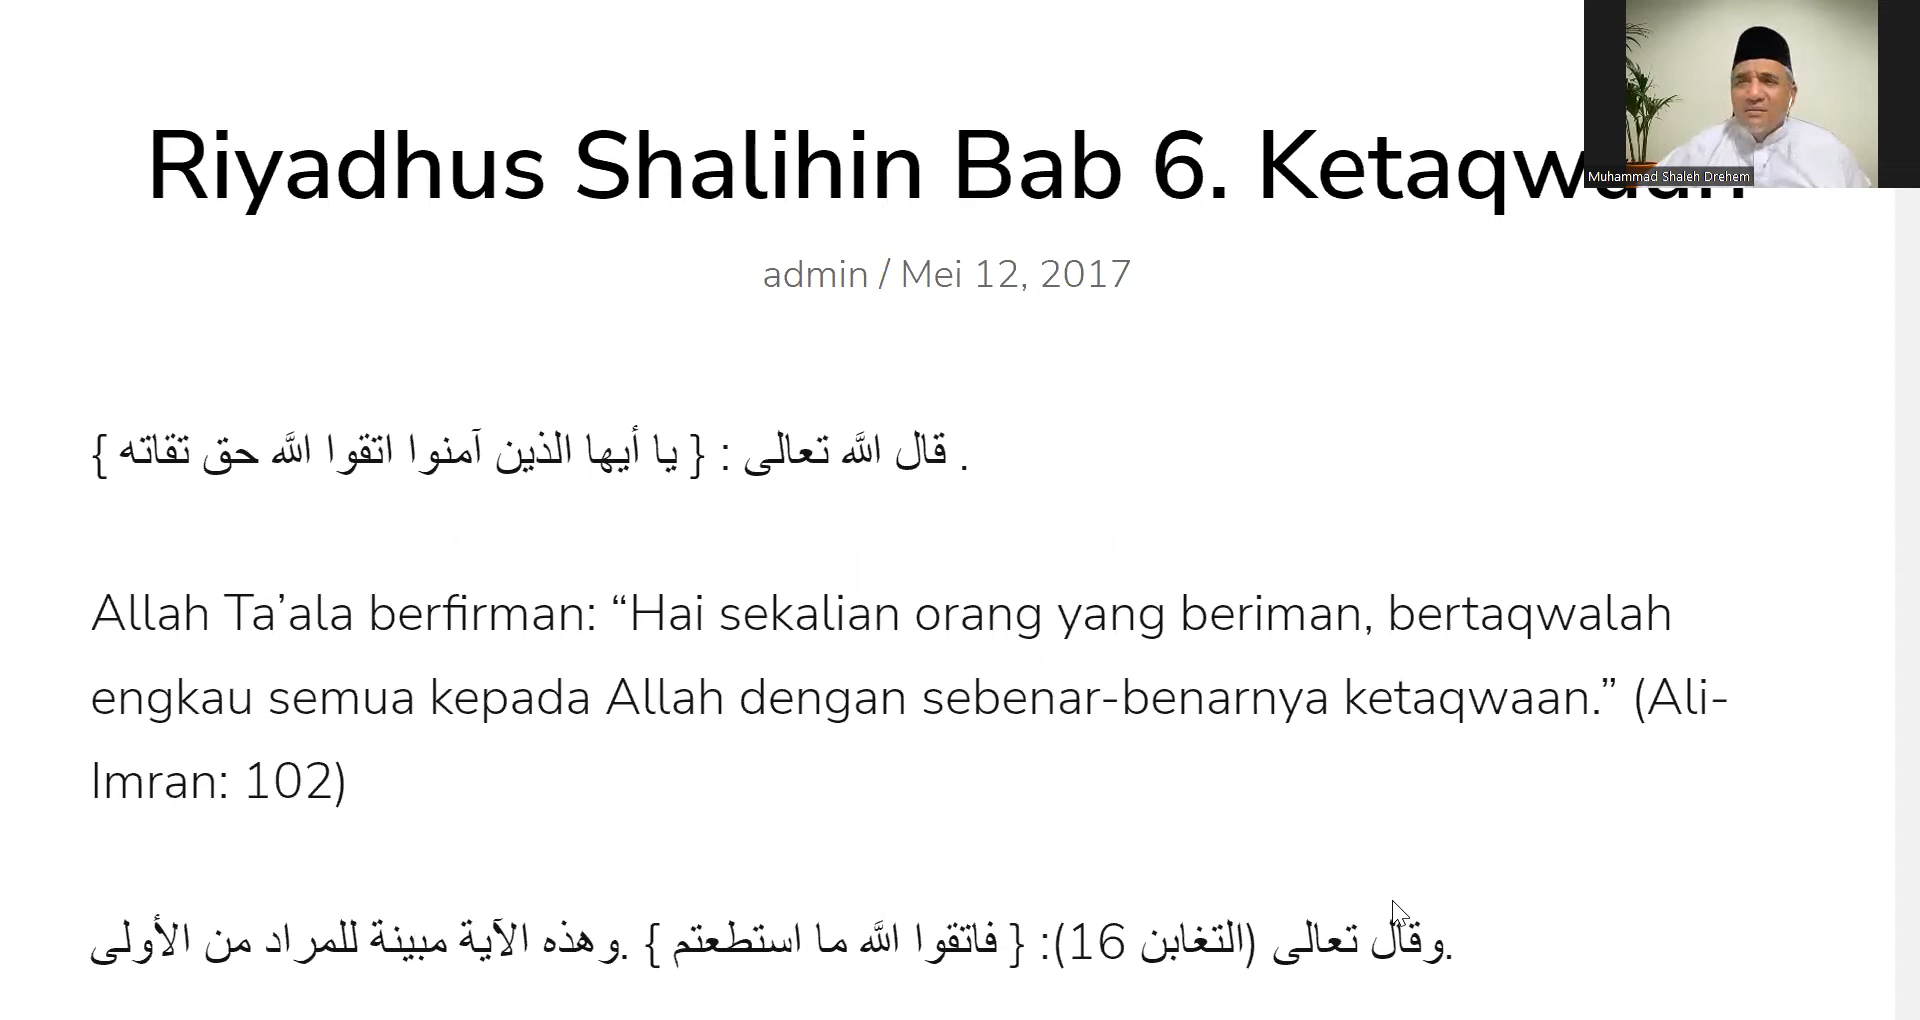 Riyadhus Shalihin Bab 6. Ketaqwaan
Muhammad Shaleh Drehem
admin / Mei 12, 2017
قال الله تعالى : { يا أيها الذين آمنوا اتقوا الله حق تقاته } .
Allah Ta’ala berfirman: “Hai sekalian orang yang beriman, bertaqwalah
engkau semua kepada Allah dengan sebenar-benarnya ketaqwaan.” (Ali-
Imran: 102)
وقال تعالى (التغابن 16): { فاتقوا الله ما استطعتم } .وهذه الآية مبينة للمراد من الأولى.